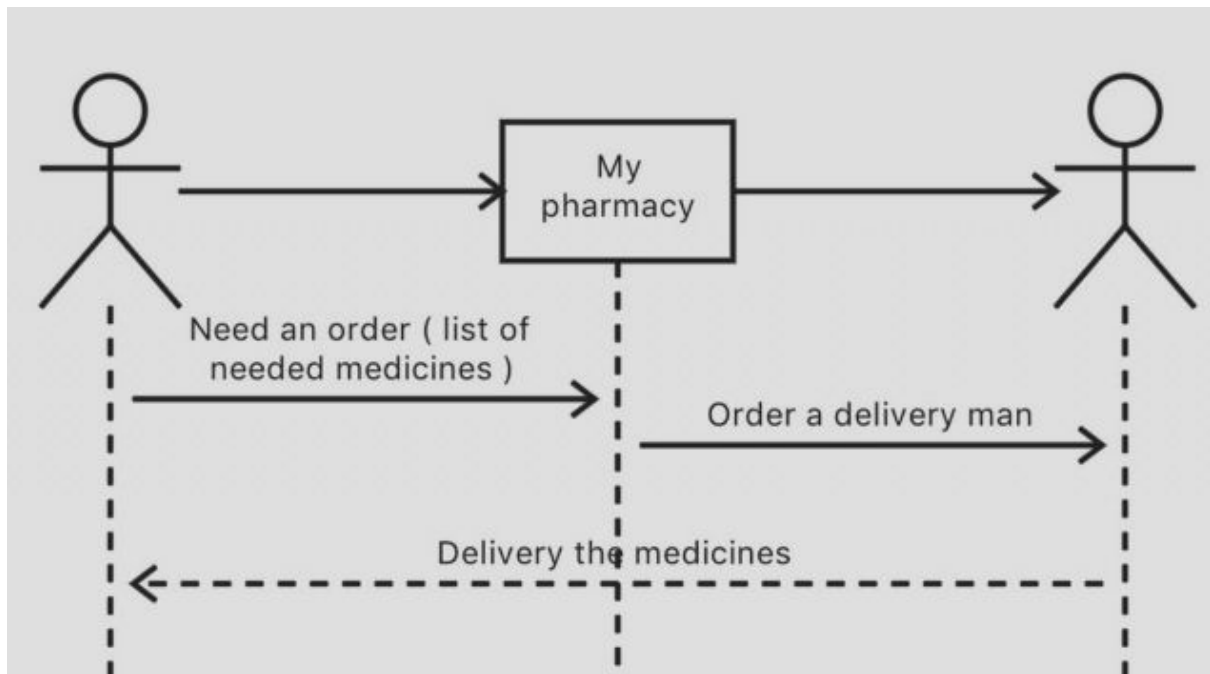 My
pharmacy
Need an order ( list of
needed medicines )
Order a delivery man
Delivery the medicines